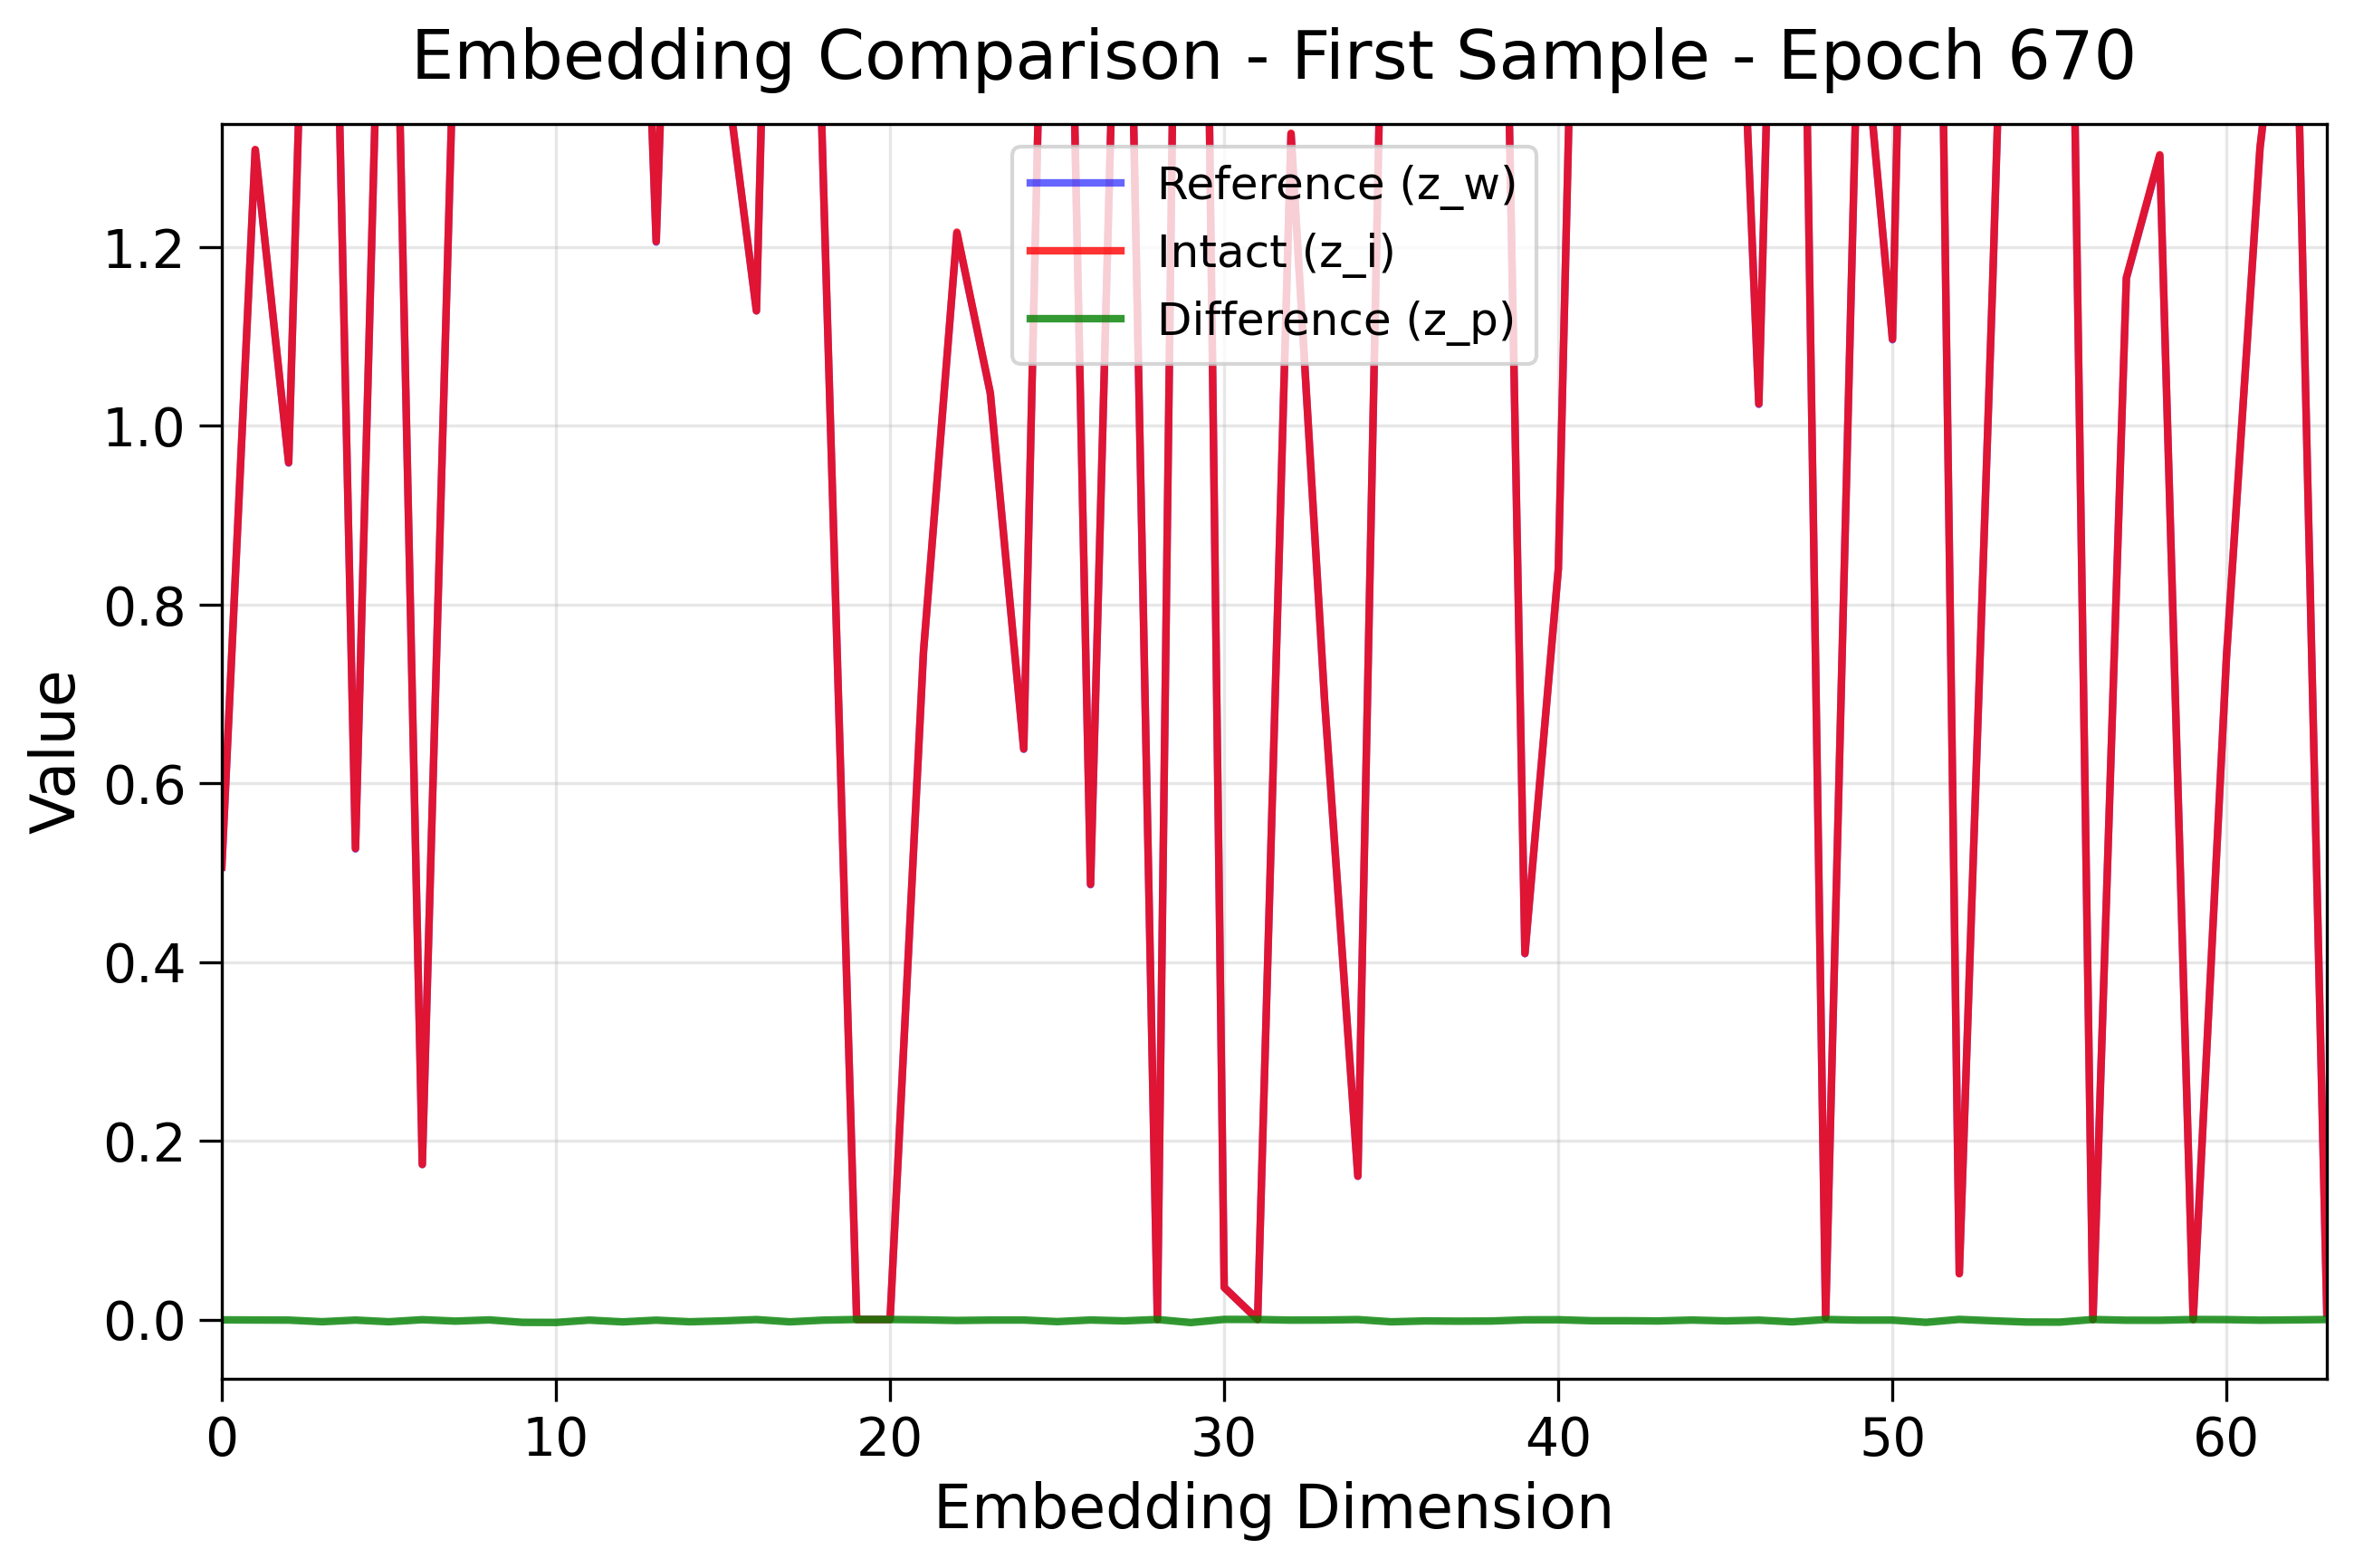 Embedding Comparison - First Sample - Epoch 670
Reference (z_w)
Intact (z_i)
Difference (z_p)
Value
1.2
1.0
0.8
0.6
0.4
0.2
0.0
0 10 20 30 40 50 60
Embedding Dimension